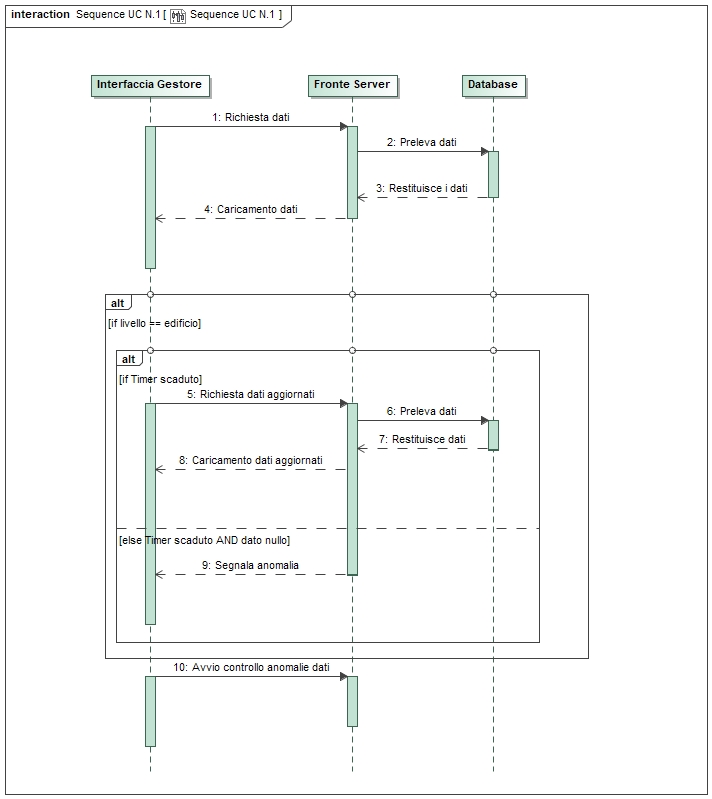 interaction Sequence UC N.1 [ Sequence UC N.1 ]
Interfaccia Gestore
Fronte Server
Database
1: Richiesta dati
2: Preleva dati
3: Restituisce i dati
4: Caricamento dati
alt
[if livello == edificio]
alt
[if Timer scaduto]
5: Richiesta dati aggiornati
6: Preleva dati
7: Restituisce dati
8: Caricamento dati aggiornati
[else Timer scaduto AND dato nullo]
9: Segnala anomalia
10: Avvio controllo anomalie dati